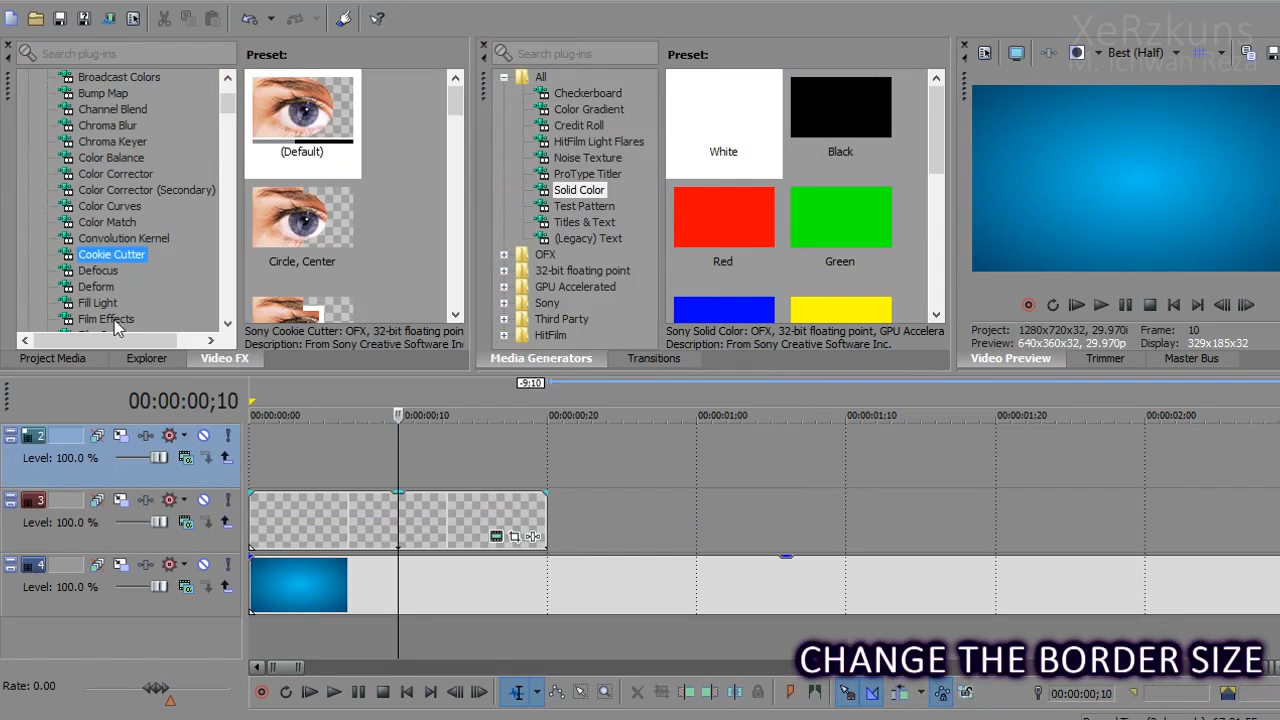 XeRzkuns
M. Ichwan Reza
Search plug-ins
Preset:
Search plug-ins
Preset:
Best (Half)
Broadcast Colors
Bump Map
Channel Blend
Chroma Blur
Chroma Keyer
Color Balance
Color Corrector
Color Corrector (Secondary)
Color Curves
Color Match
Convolution Kernel
Cookie Cutter
Defocus
Deform
Fill Light
Film Effects
(Default)
Circle, Center
Sony Cookie Cutter: OFX, 32-bit floating poin
Description: From Sony Creative Software Inc.
Project Media
Explorer
Video FX
All
Checkerboard
Color Gradient
Credit Roll
HitFilm Light Flares
Noise Texture
ProType Titler
Solid Color
Test Pattern
Titles & Text
(Legacy) Text
OFX
32-bit floating point
GPU Accelerated
Sony
Third Party
HitFilm
White
Black
Red
Green
Sony Solid Color: OFX, 32-bit floating point, GPU Accelera
Description: From Sony Creative Software Inc.
Media Generators
Transitions
Project: 1280x720x32, 29.970i
Frame: 10
Preview: 640x360x32, 29.970p
Display: 329x185x32
Video Preview
Trimmer
Master Bus
-9;10
00:00:00;10
00:00:00;00
0:00:00;10
00:00:00;20
00:00:01;00
00:00:01;10
00:00:01;20
00:00:02;00
2
Level: 100.0 %
3
Level: 100.0 %
4
Level: 100.0 %
CHANGE THE BORDER SIZE
Rate: 0.00
00:00:00;10